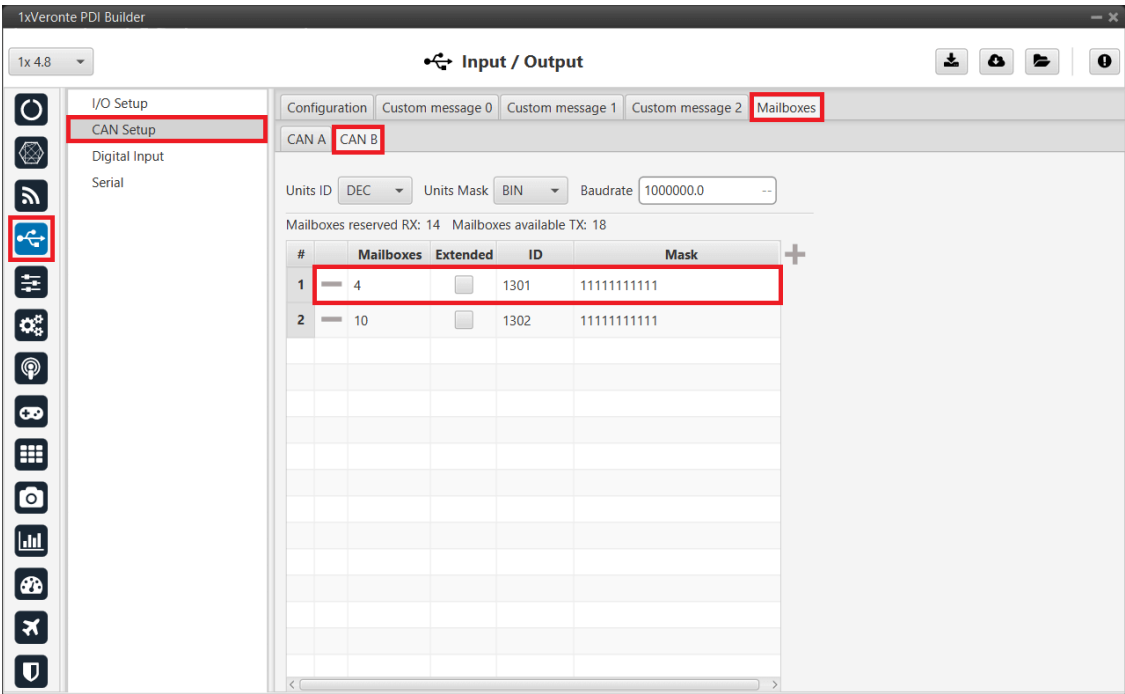 1xVeronte PDI Builder
1x 4.8
Input / Output
I/O Setup
CAN Setup
Digital Input
Serial
Configuration Custom message 0 Custom message 1 Custom message 2 Mailboxes
CAN A CAN B
Units ID DEC Units Mask BIN Baudrate 1000000.0 --
Mailboxes reserved RX: 14 Mailboxes available TX: 18
# Mailboxes Extended ID Mask
1 4 1301 11111111111
2 10 1302 11111111111